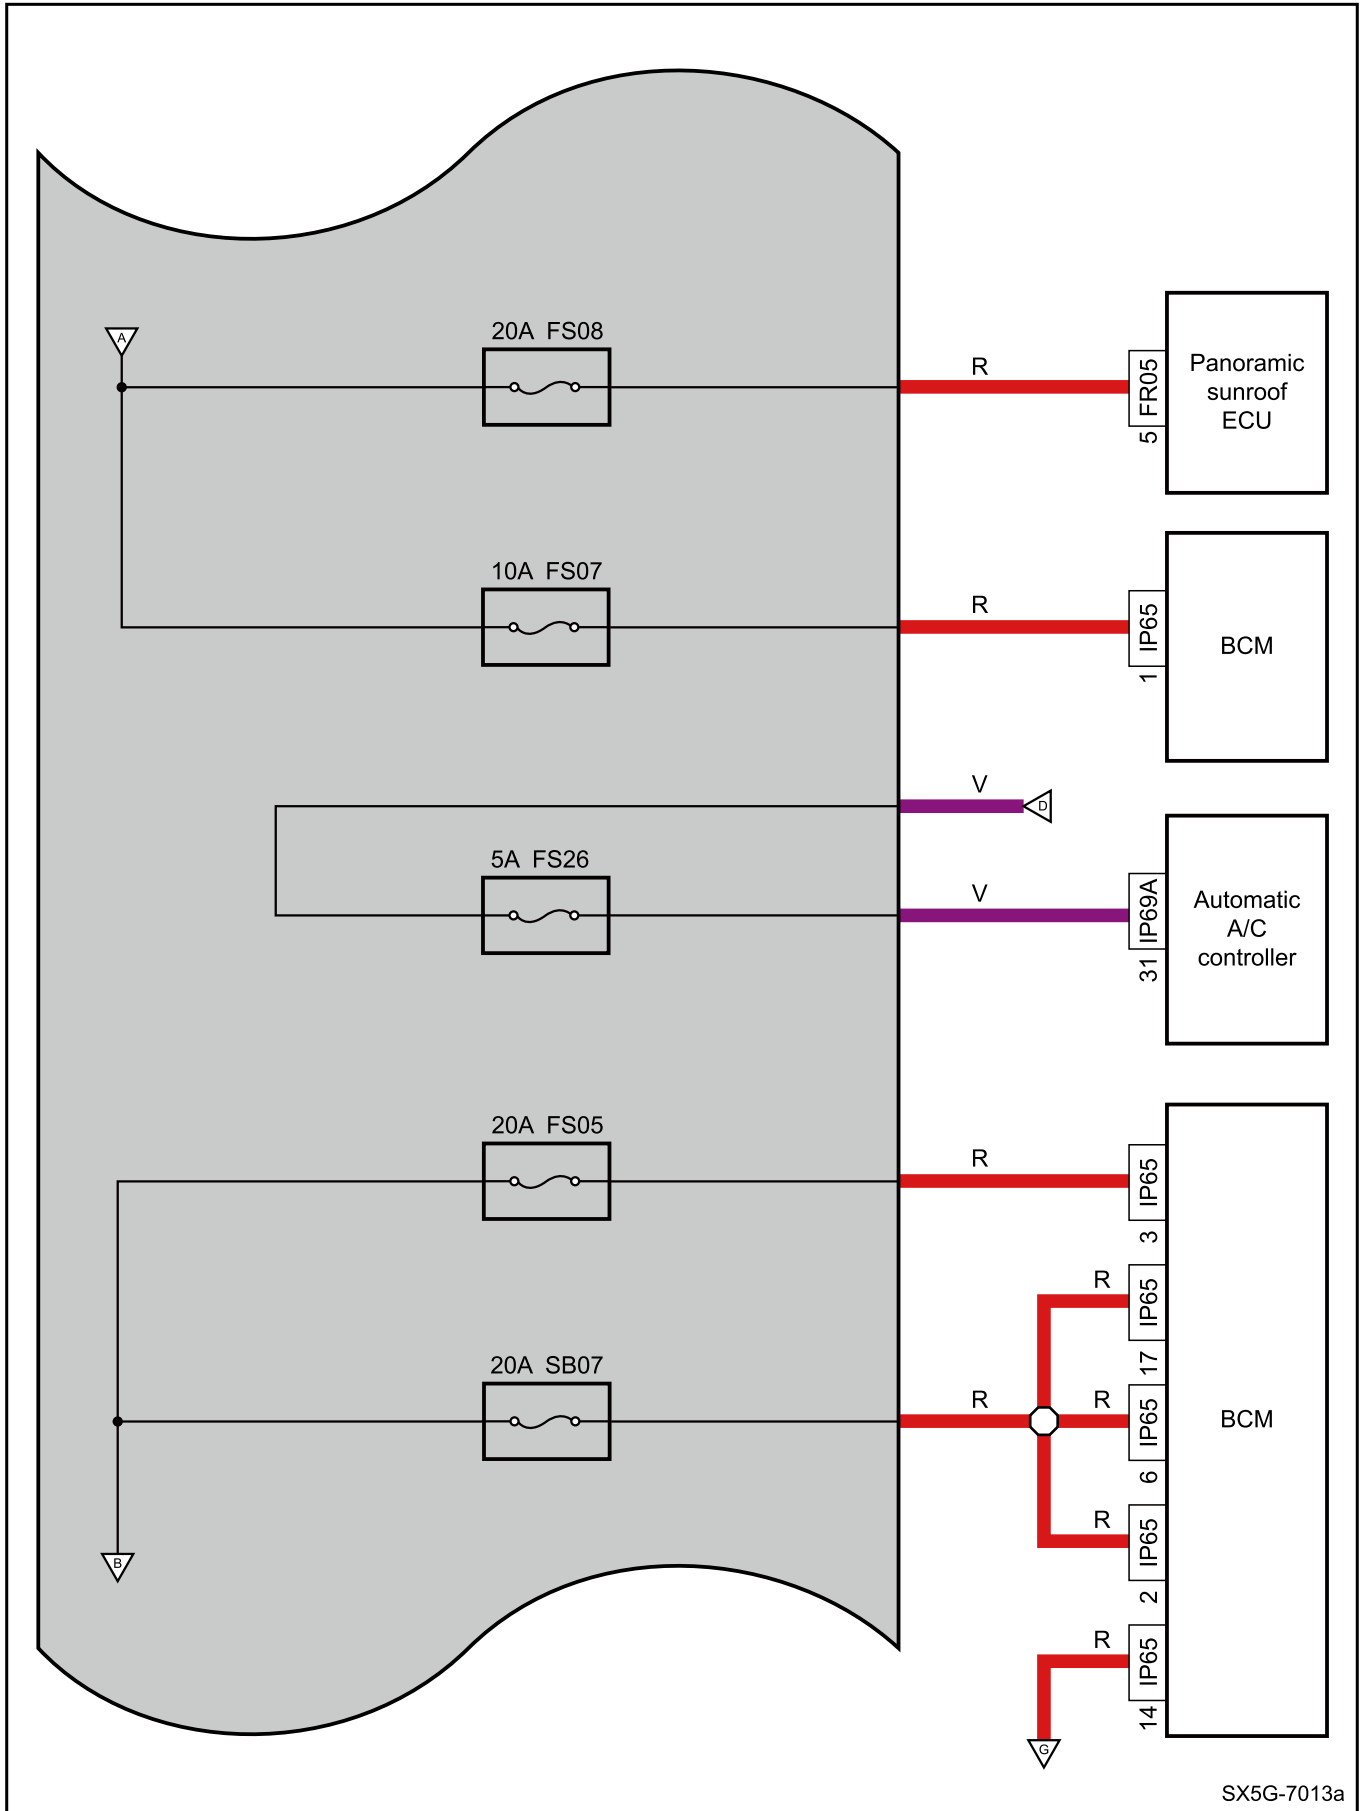 A
20A FS08
R
FR05
5
Panoramic
sunroof
ECU
10A FS07
R
IP65
1
BCM
V
D
5A FS26
V
IP69A
31
Automatic
A/C
controller
20A FS05
R
IP65
3
R
IP65
17
20A SB07
R
R
IP65
6
BCM
R
IP65
2
B
R
IP65
14
G
SX5G-7013a